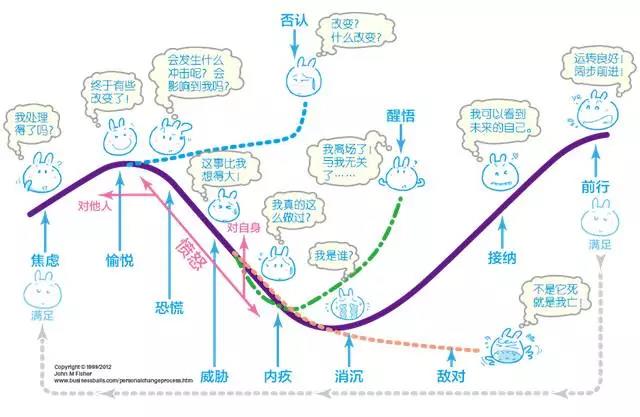 否认
改变？
什么改变？
会发生什么
冲击呢？会
影响到我吗？
终于有些
改变了！
我处理
得了吗？
运转良好！
阔步前进！
醒悟
我可以看到
未来的自己。
我离场了！
与我无关
了……
这事比我
想得大！
前行
满足
对他人
我真的这
么做过？
对自身
愤怒
我是谁？
接纳
焦虑
满足
愉悦
恐慌
不是它死
就是我亡！
威胁
内疚
消沉
敌对
Copyright © 1999/2012
John M Fisher
www.businessballs.com/personalchangeprocess.htm